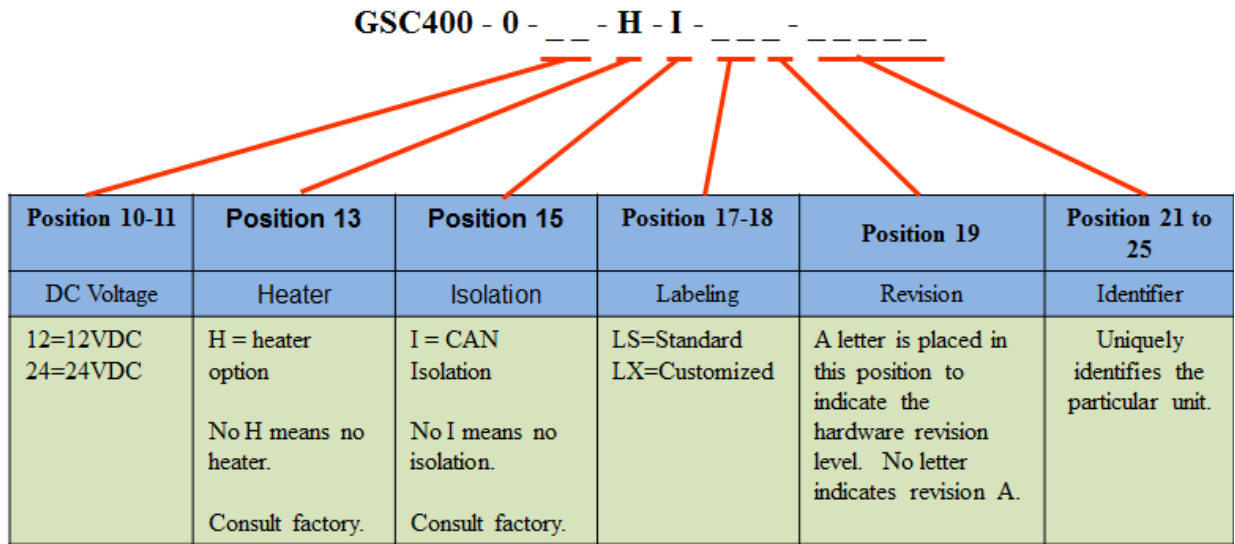 GSC400 - 0 - _ _ - H - I - _ _ _ - _ _ _ _ _
Position 10-11
Position 13
Position 15
Position 17-18
Position 19
Position 21 to
25
DC Voltage
Heater
Isolation
Labeling
Revision
Identifier
12=12VDC
24=24VDC
H = heater
option
No H means no
heater.
Consult factory.
I = CAN
Isolation
No I means no
isolation.
Consult factory.
LS=Standard
LX=Customized
A letter is placed in
this position to
indicate the
hardware revision
level. No letter
indicates revision A.
Uniquely
identifies the
particular unit.